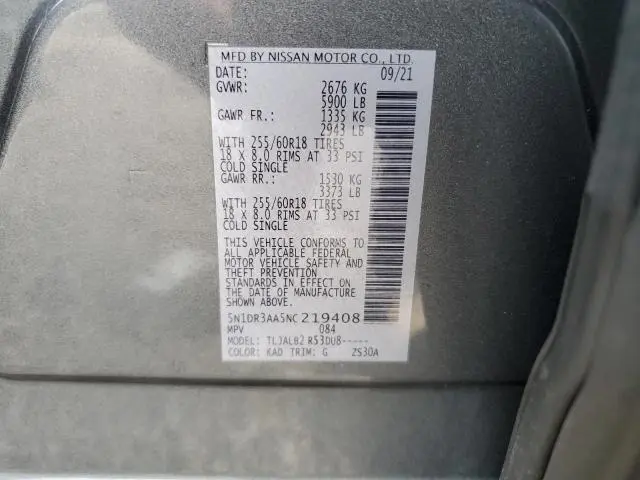 MFD BY NISSAN MOTOR CO., LTD.
DATE: 09/21
GVWR: 2676 KG
5900 LB
GAWR FR.: 1335 KG
2943 LB
WITH 255/60R18 TIRES
18 X 8.0 RIMS AT 33 PSI
COLD SINGLE
GAWR RR.: 1530 KG
3373 LB
WITH 255/60R18 TIRES
18 X 8.0 RIMS AT 33 PSI
COLD SINGLE
THIS VEHICLE CONFORMS TO
ALL APPLICABLE FEDERAL
MOTOR VEHICLE SAFETY AND
THEFT PREVENTION
STANDARDS IN EFFECT ON
THE DATE OF MANUFACTURE
SHOWN ABOVE.
5N1DR3AA5NC219408
MPV 084
MODEL: TLJALB2 R53DU8-----
COLOR: KAD TRIM: G ZS30A